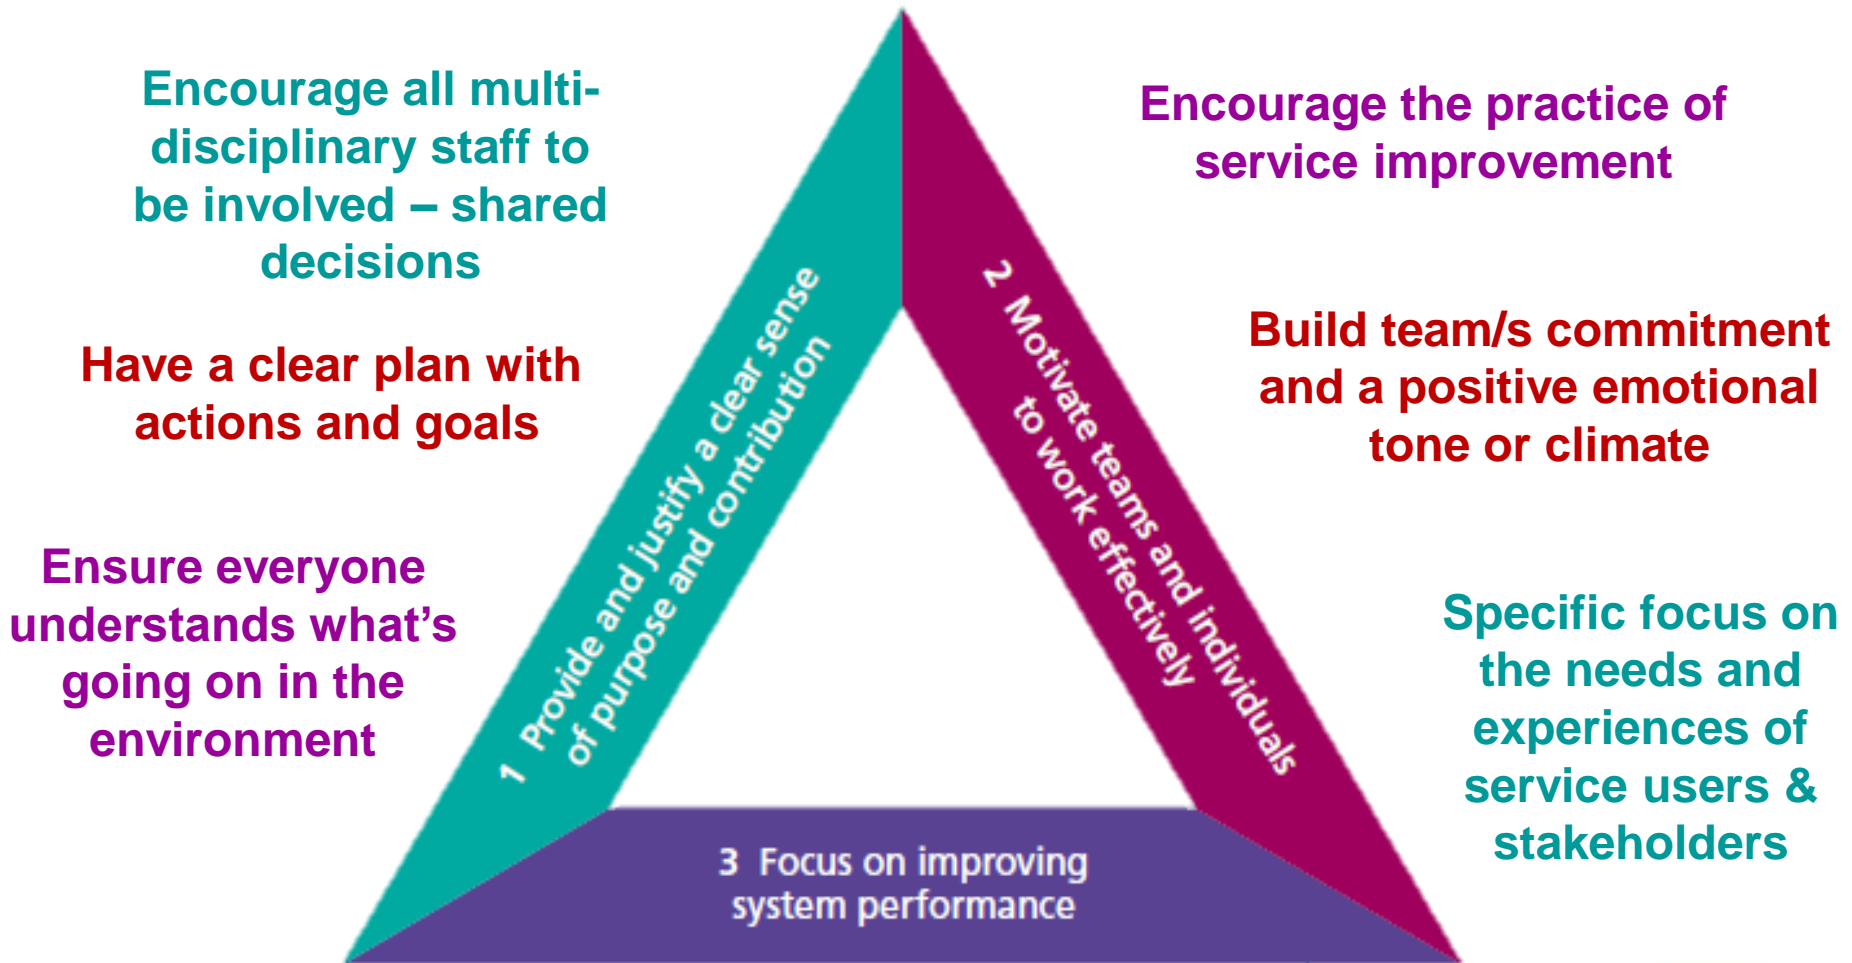 Encourage all multi-
disciplinary staff to
be involved – shared
decisions
Have a clear plan with
actions and goals
Ensure everyone
understands what’s
going on in the
environment
1 Provide and justify a clear sense
of purpose and contribution
2 Motivate teams and individuals
to work effectively
3 Focus on improving
system performance
Encourage the practice of
service improvement
Build team/s commitment
and a positive emotional
tone or climate
Specific focus on
the needs and
experiences of
service users &
stakeholders